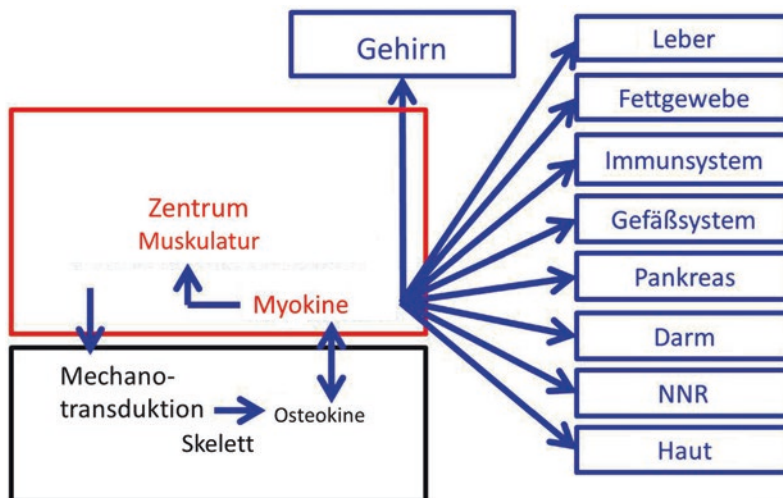 Gehirn
Leber
Fettgewebe
Immunsystem
Gefäßsystem
Pankreas
Darm
NNR
Haut
Zentrum
Muskulatur
Myokine
Mechano-
transduktion
Osteokine
Skelett